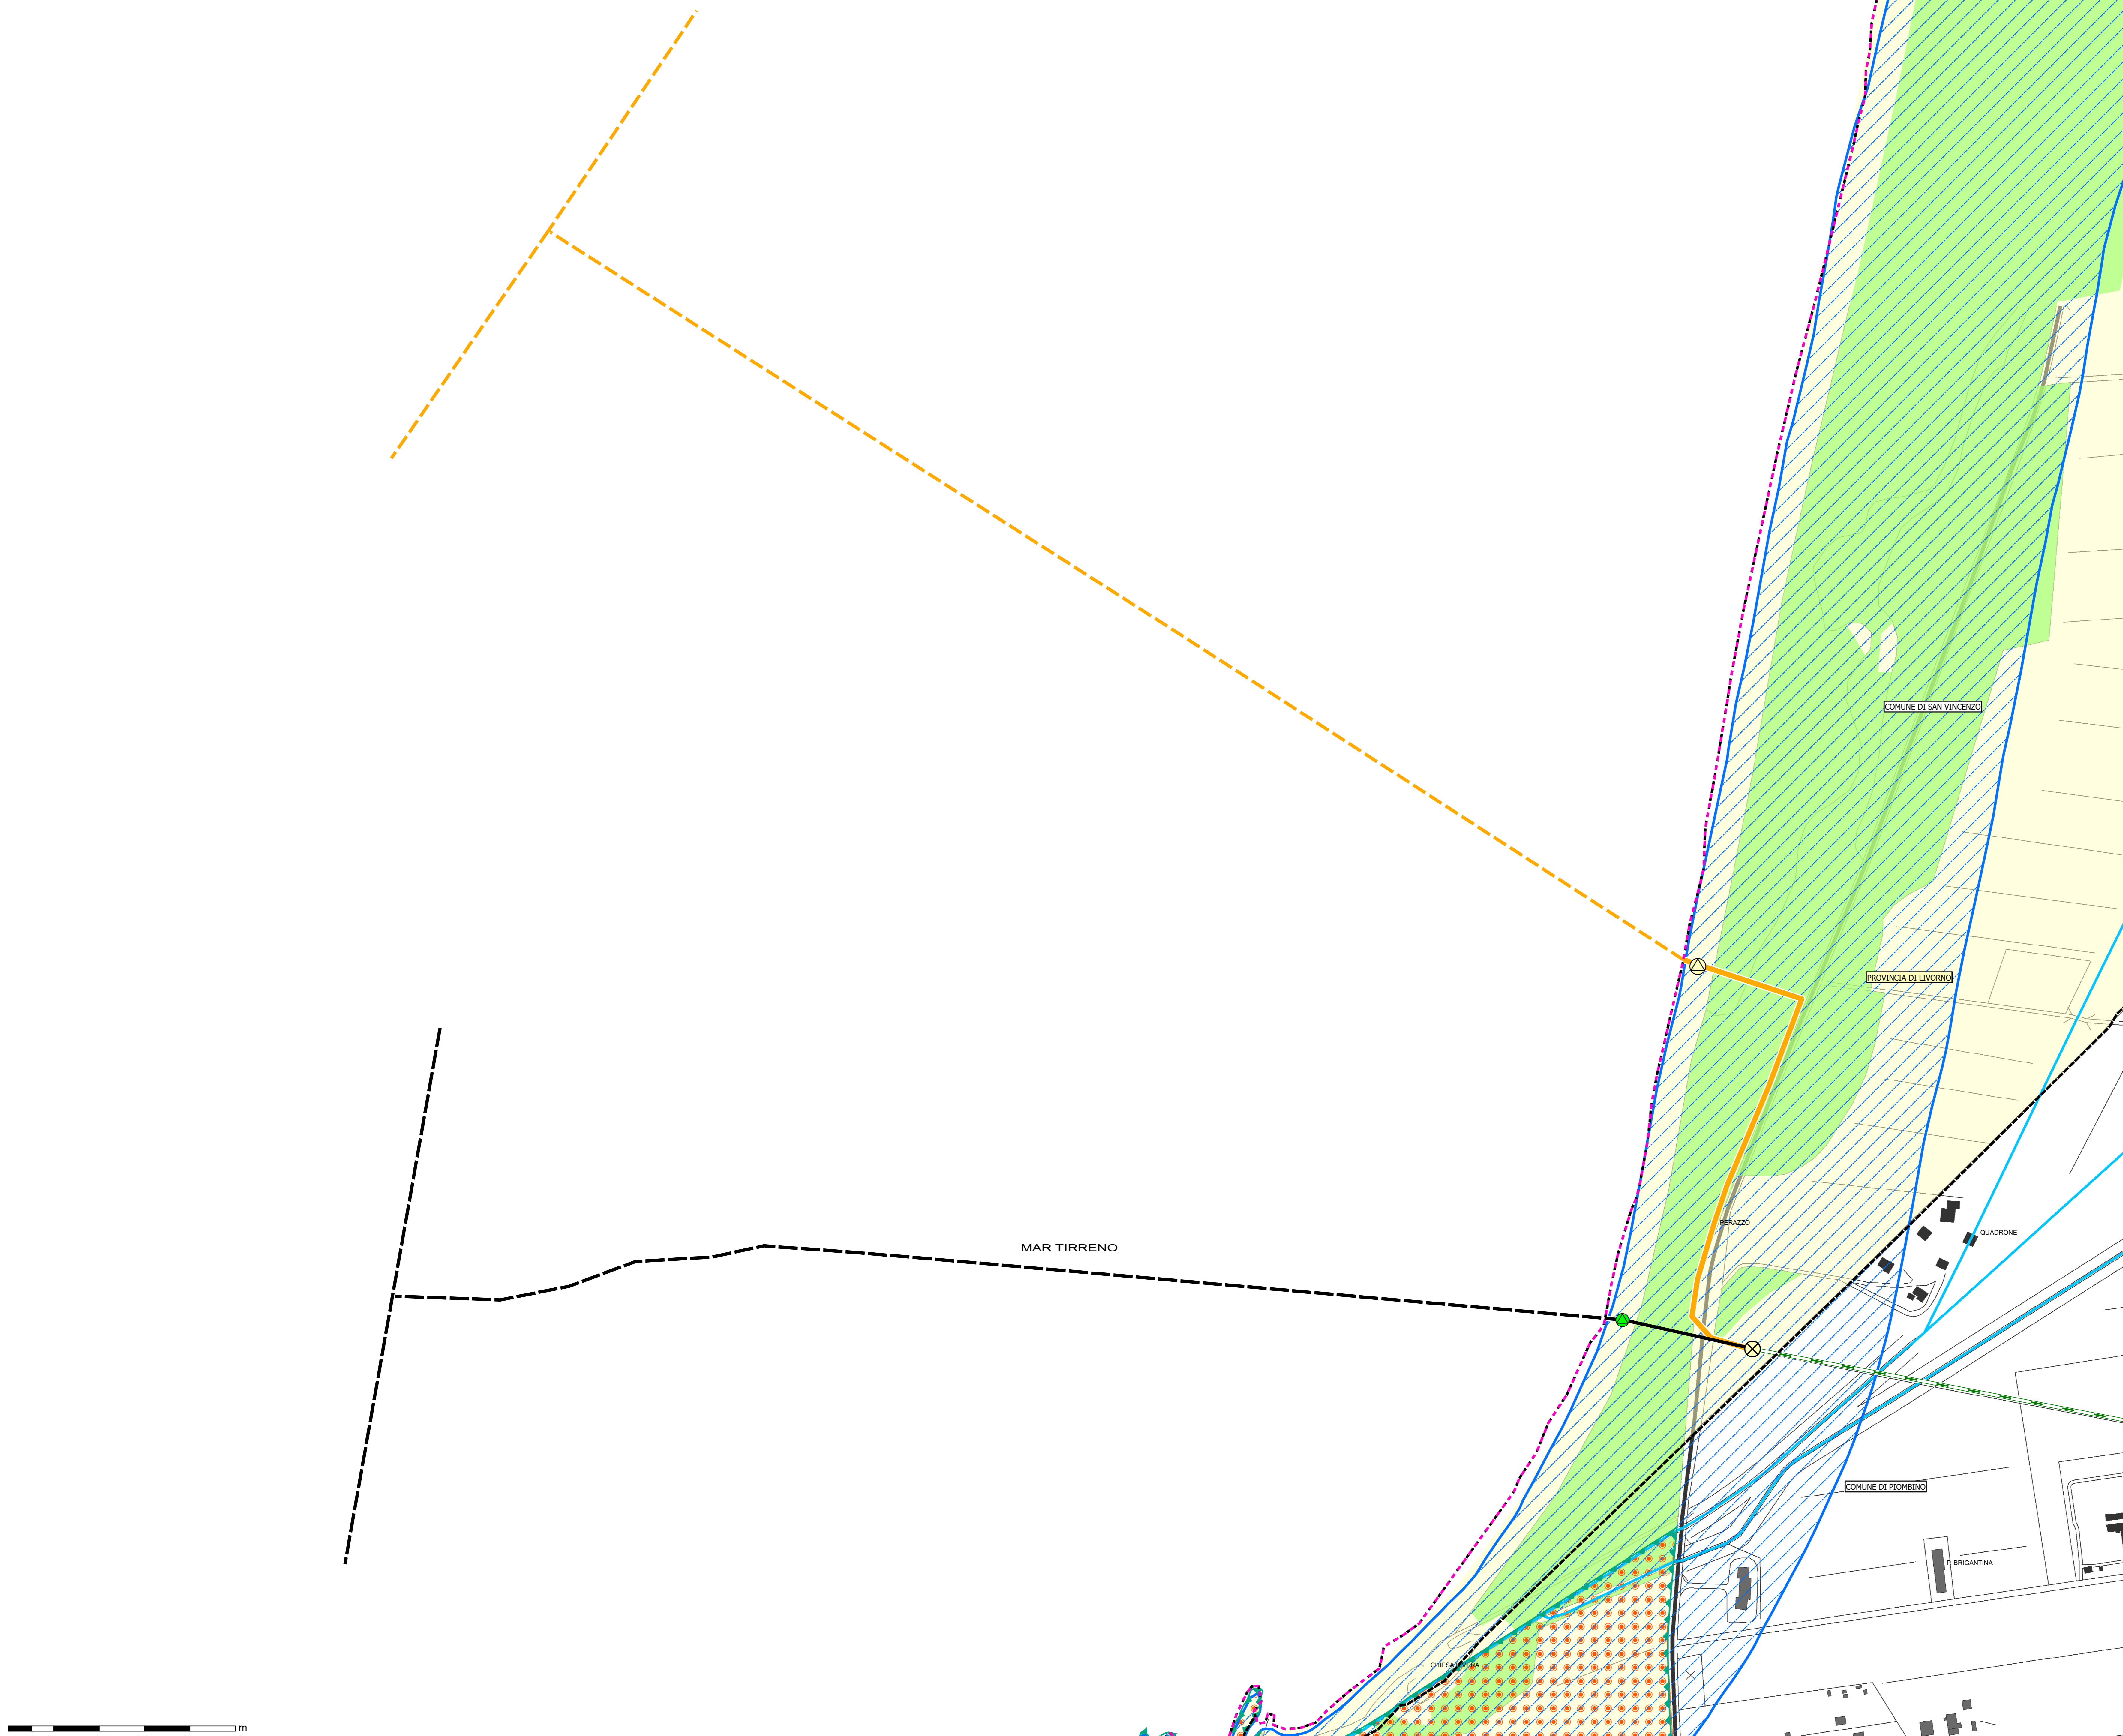 COMUNE DI SAN VINCENZO
PROVINCIA DI LIVORNO
PERAZZO
QUADRONE
MAR TIRRENO
COMUNE DI PIOMBINO
P. BRIGANTINA
m